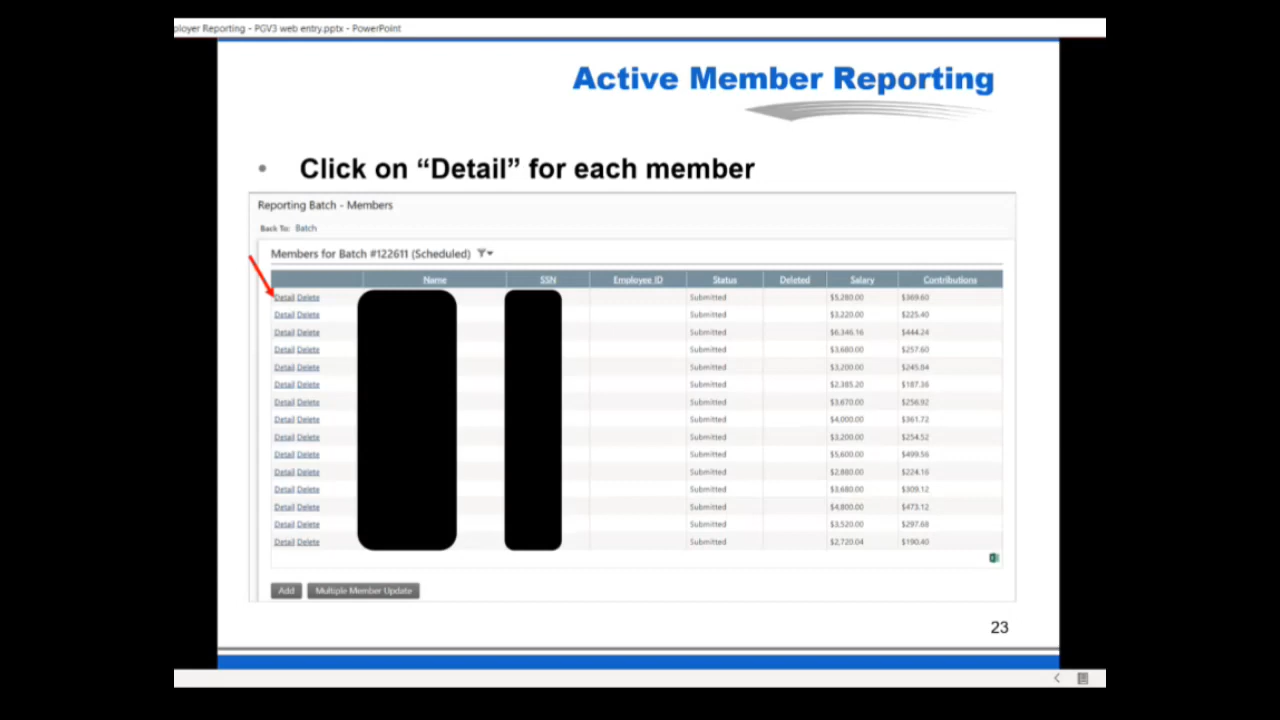 ployer Reporting - PGV3 web entry.pptx - PowerPoint
Active Member Reporting
• Click on “Detail” for each member
Reporting Batch - Members
Back To: Batch
Members for Batch #122611 (Scheduled)
Name SSN Employee ID Status Deleted Salary Contributions
Detail Delete Submitted $5,280.00 $369.60
Detail Delete Submitted $3,220.00 $225.40
Detail Delete Submitted $6,346.16 $444.24
Detail Delete Submitted $3,680.00 $257.60
Detail Delete Submitted $3,200.00 $245.84
Detail Delete Submitted $2,385.20 $187.36
Detail Delete Submitted $3,670.00 $256.92
Detail Delete Submitted $4,000.00 $361.72
Detail Delete Submitted $3,200.00 $254.52
Detail Delete Submitted $5,600.00 $499.56
Detail Delete Submitted $2,880.00 $224.16
Detail Delete Submitted $3,680.00 $309.12
Detail Delete Submitted $4,800.00 $473.12
Detail Delete Submitted $3,520.00 $297.68
Detail Delete Submitted $2,720.04 $190.40
Add Multiple Member Update
23